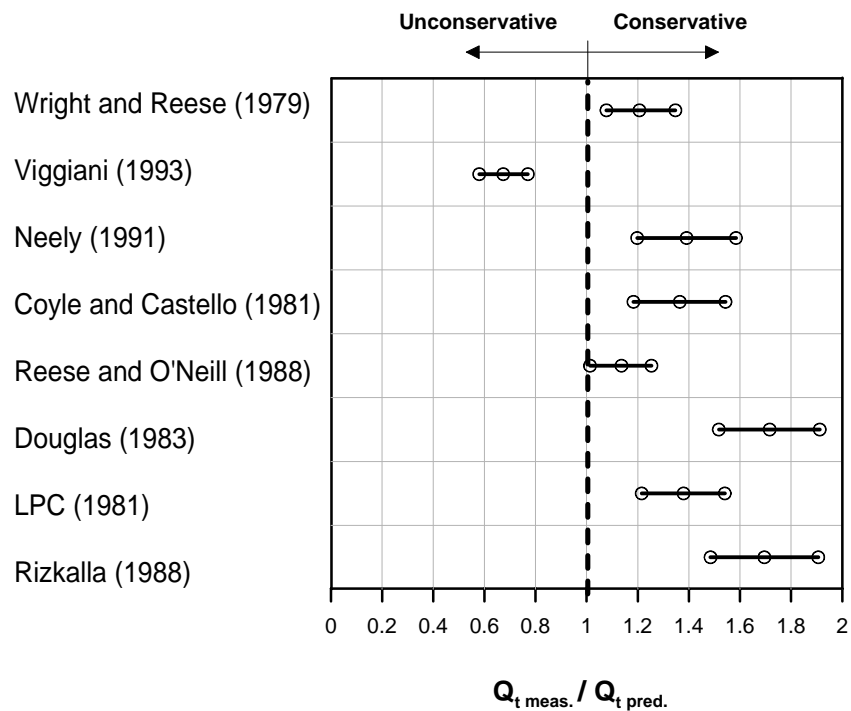 Unconservative Conservative
Wright and Reese (1979)
Viggiani (1993)
Neely (1991)
Coyle and Castello (1981)
Reese and O'Neill (1988)
Douglas (1983)
LPC (1981)
Rizkalla (1988)
0 0.2 0.4 0.6 0.8 1 1.2 1.4 1.6 1.8 2
Qt meas. / Qt pred.